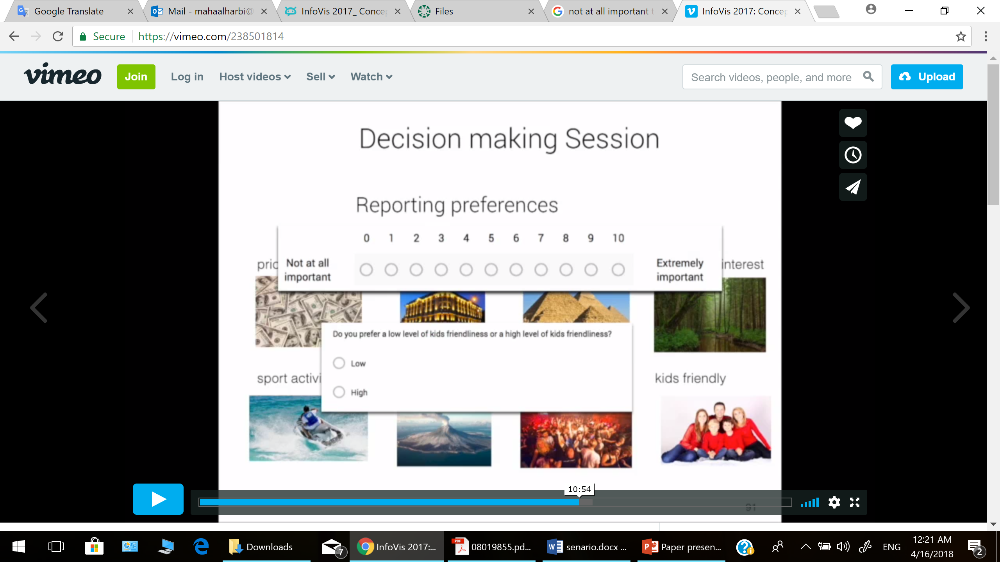 Google Translate
Mail - mahaalharbi@
InfoVis 2017_ Concep
Files
not at all important t
InfoVis 2017: Concep
Secure
https://vimeo.com/238501814
vimeo
Join
Log in
Host videos
Sell
Watch
Search videos, people, and more
Upload
Decision making Session
Reporting preferences
0 1 2 3 4 5 6 7 8 9 10
Not at all
important
Extremely
important
pric
interest
Do you prefer a low level of kids friendliness or a high level of kids friendliness?
Low
High
sport activi
kids friendly
10:54
91
Downloads
7
InfoVis 2017:...
PDF
08019855.pd...
senario.docx ...
Paper presen...
ENG
12:21 AM
4/16/2018
2